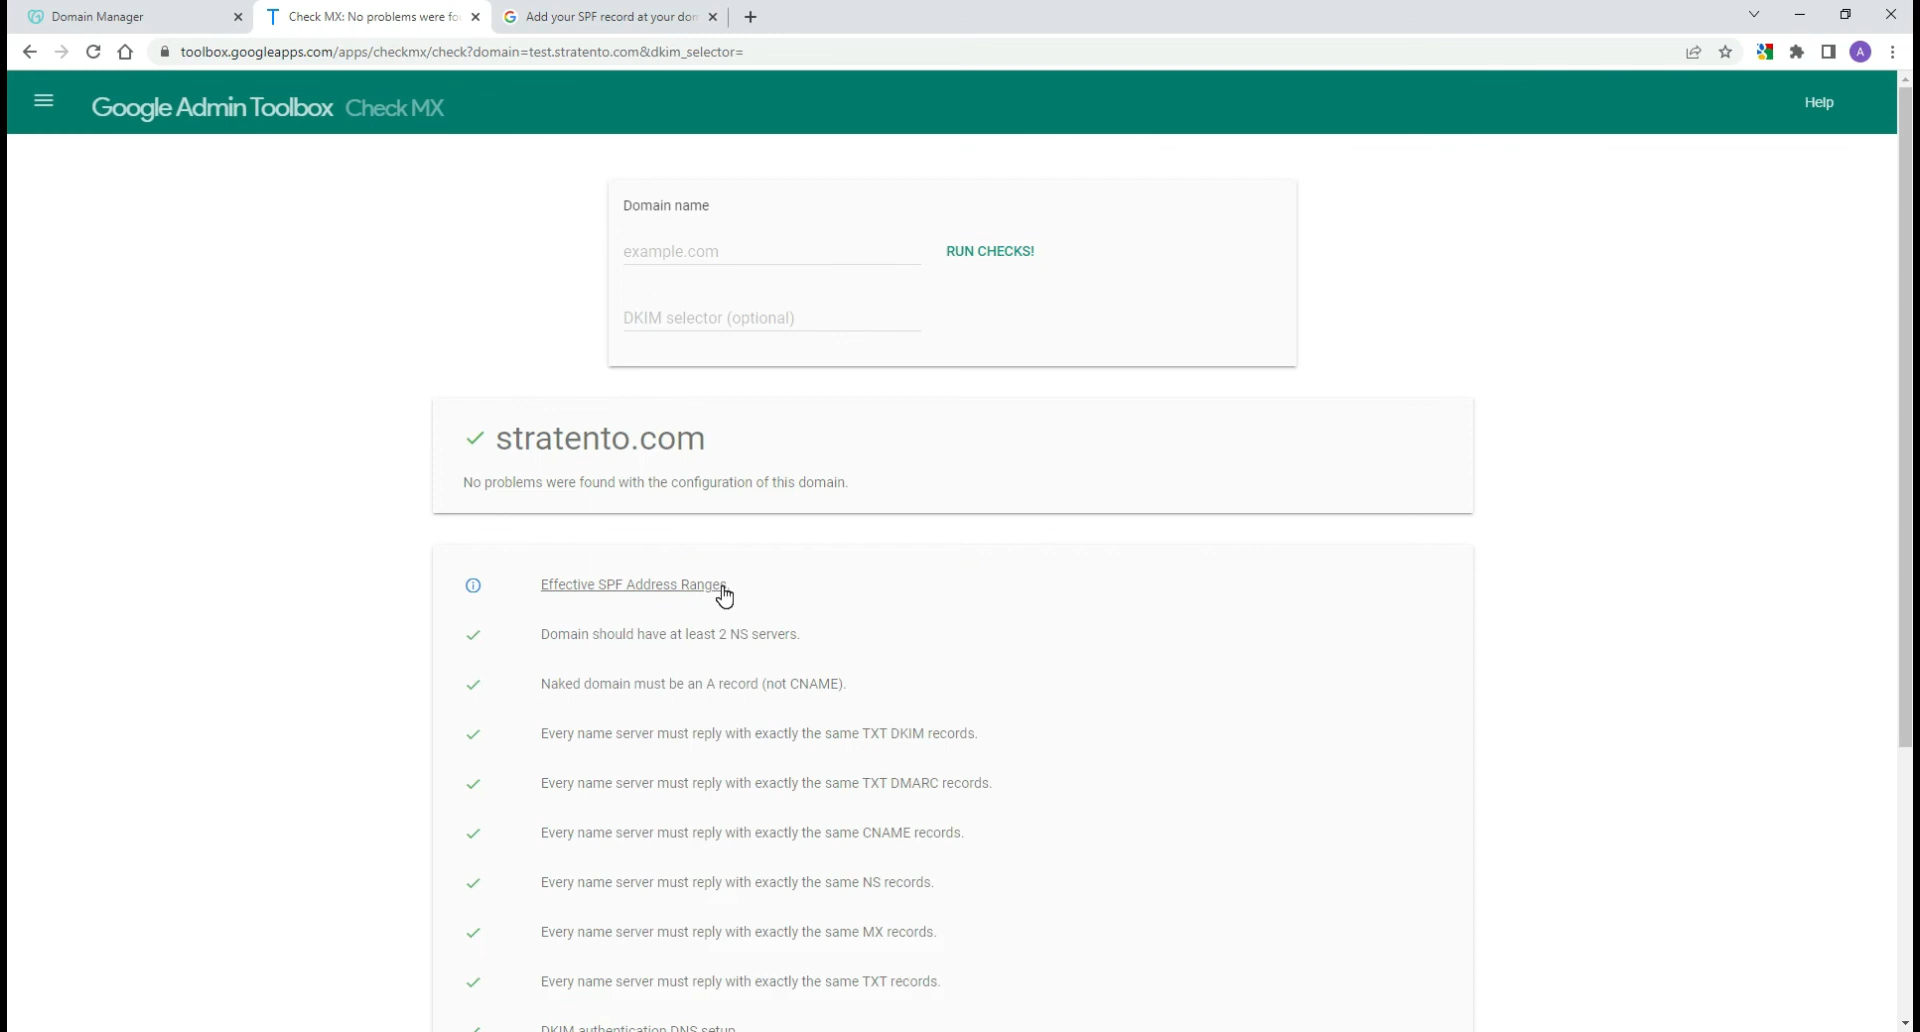 Domain Manager
Check MX: No problems were fo
Add your SPF record at your don
toolbox.googleapps.com/apps/checkmx/check?domain=test.stratento.com&dkim_selector=
A
Google Admin Toolbox Check MX
Help
Domain name
example.com
RUN CHECKS!
DKIM selector (optional)
stratento.com
No problems were found with the configuration of this domain.
Effective SPF Address Ranges
Domain should have at least 2 NS servers.
Naked domain must be an A record (not CNAME).
Every name server must reply with exactly the same TXT DKIM records.
Every name server must reply with exactly the same TXT DMARC records.
Every name server must reply with exactly the same CNAME records.
Every name server must reply with exactly the same NS records.
Every name server must reply with exactly the same MX records.
Every name server must reply with exactly the same TXT records.
DKIM authentication DNS setup